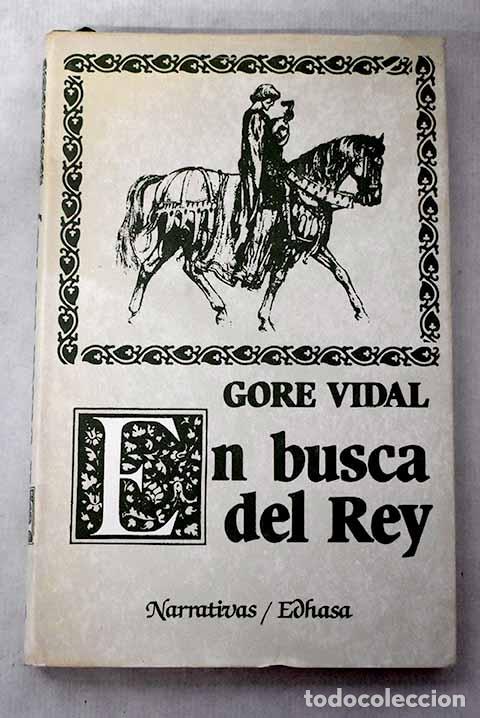 GORE VIDAL
En busca
del Rey
Narrativas / Edhasa
todocoleccion